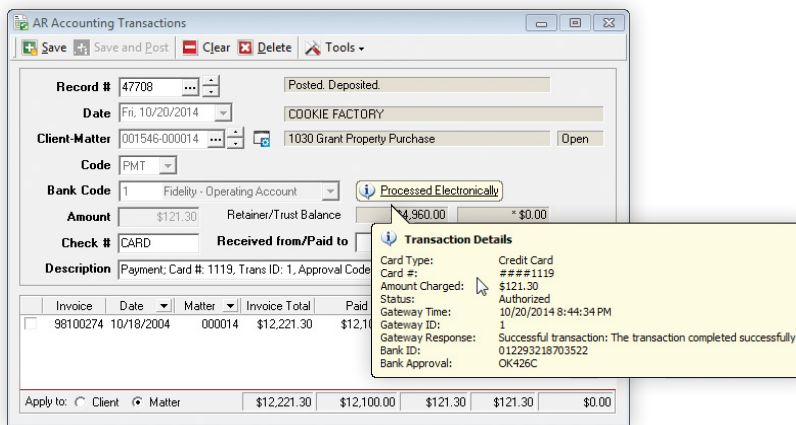 AR Accounting Transactions
Save Save and Post Clear Delete Tools
Record # 47708 ... Posted. Deposited.
Date Fri, 10/20/2014 COOKIE FACTORY
Client-Matter 001546-000014 ... 1030 Grant Property Purchase Open
Code PMT
Bank Code 1 Fidelity - Operating Account Processed Electronically
Amount $121.30 Retainer/Trust Balance 4,960.00 * $0.00
Check # CARD Received from/Paid to
Description Payment; Card #: 1119, Trans ID: 1, Approval Code
Transaction Details
Card Type: Credit Card
Card #: ####1119
Amount Charged: $121.30
Status: Authorized
Gateway Time: 10/20/2014 8:44:34 PM
Gateway ID: 1
Gateway Response: Successful transaction: The transaction completed successfully
Bank ID: 012293218703522
Bank Approval: OK426C
Invoice Date Matter Invoice Total Paid
98100274 10/18/2004 000014 $12,221.30 $12,10
Apply to: Client Matter $12,221.30 $12,100.00 $121.30 $121.30 $0.00